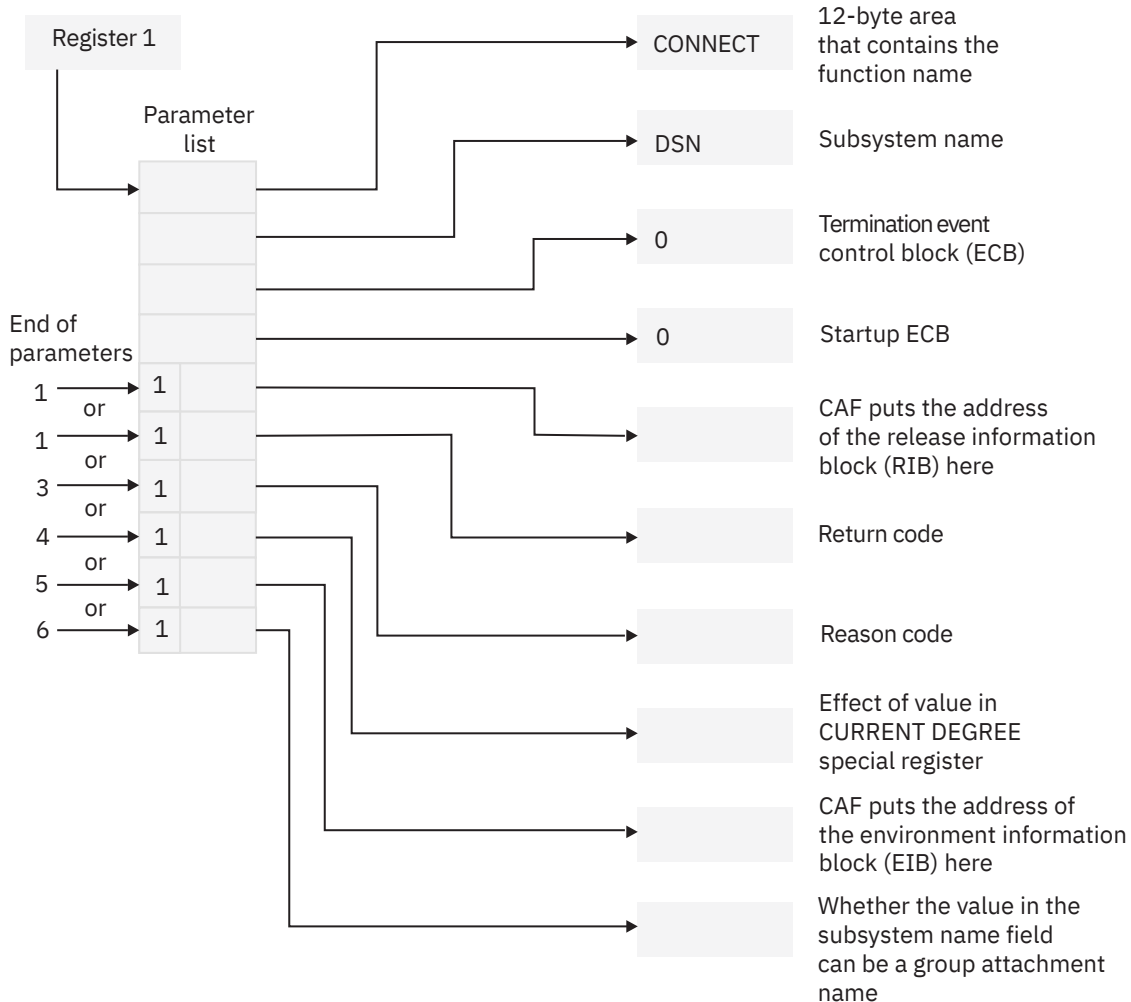 Register 1
Parameter
list
CONNECT
12-byte area
that contains the
function name
DSN
Subsystem name
0
Termination event
control block (ECB)
0
Startup ECB
End of
parameters
1
1
or
1
1
or
3
1
or
4
1
or
5
1
or
6
1
CAF puts the address
of the release information
block (RIB) here
Return code
Reason code
Effect of value in
CURRENT DEGREE
special register
CAF puts the address of
the environment information
block (EIB) here
Whether the value in the
subsystem name field
can be a group attachment
name